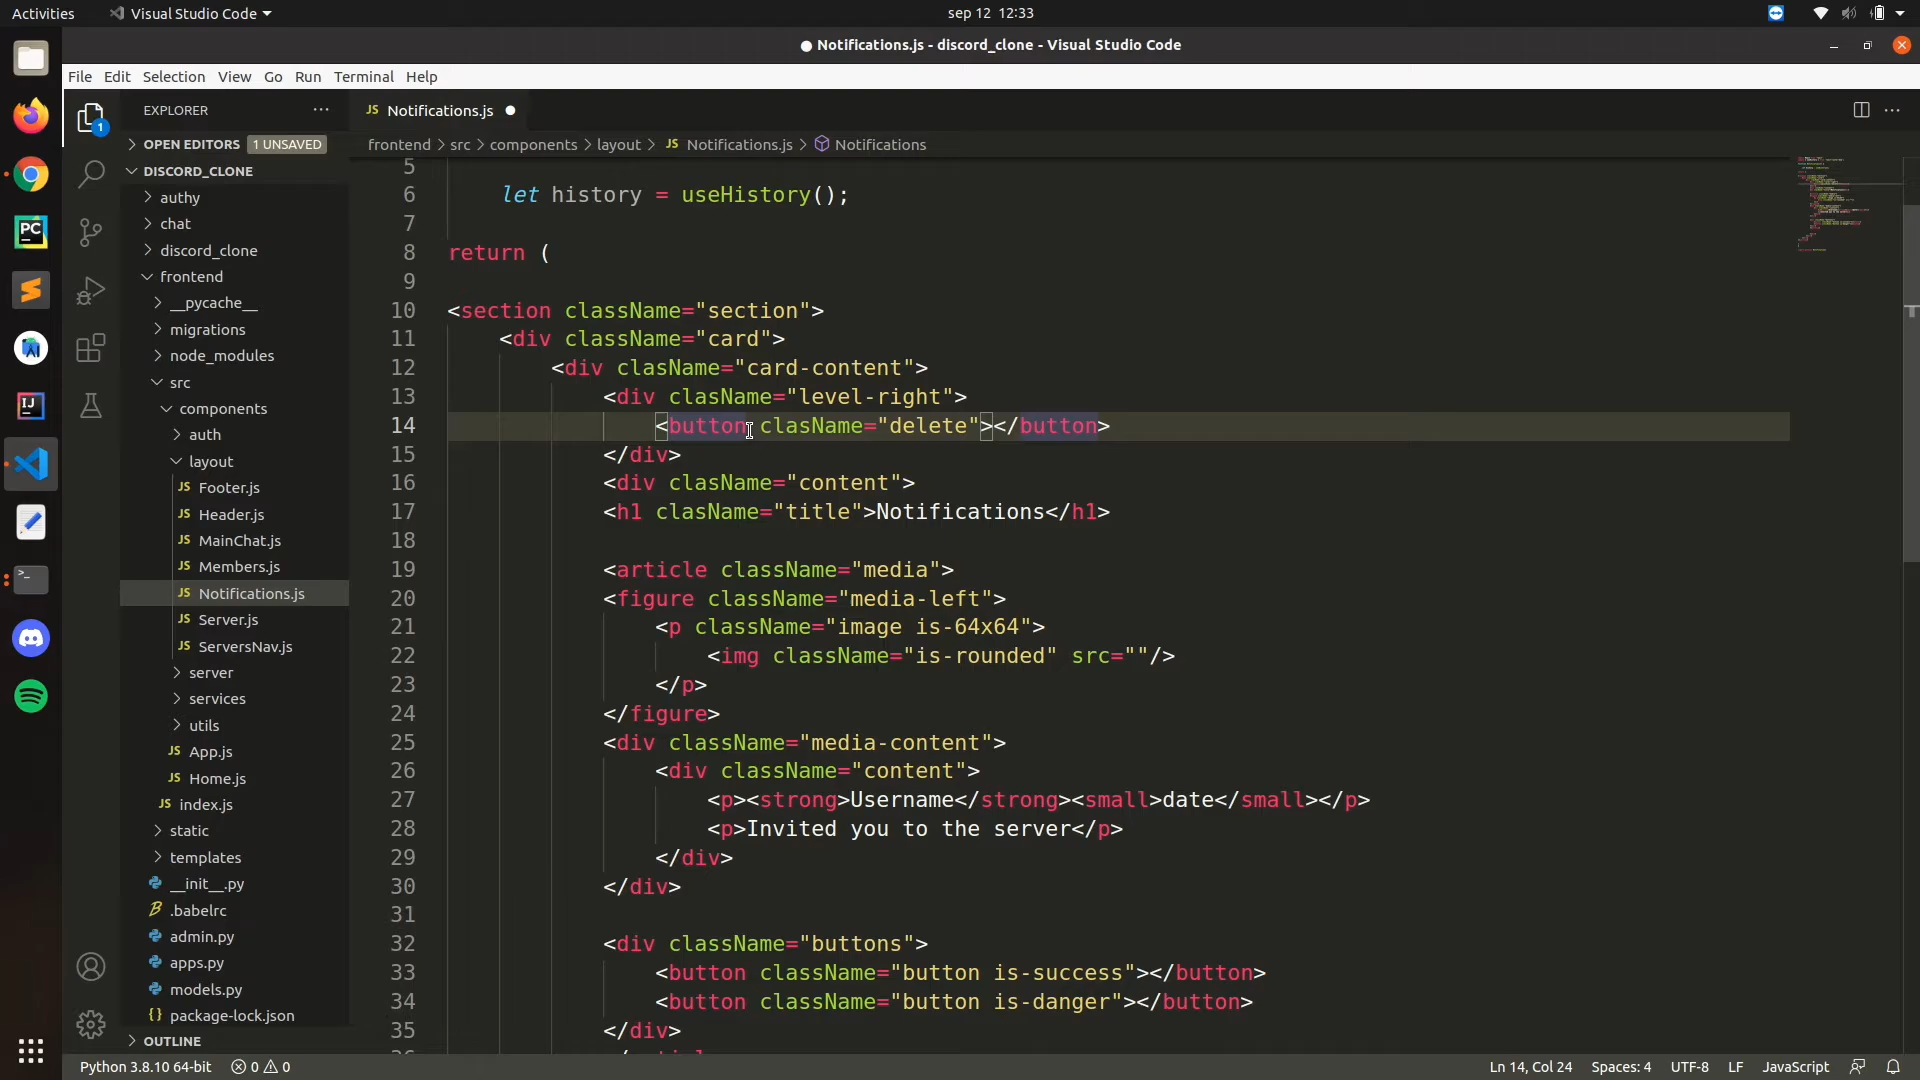 Activities
Visual Studio Code
sep 12 12:33
Notifications.js - discord_clone - Visual Studio Code
File Edit Selection View Go Run Terminal Help
EXPLORER
OPEN EDITORS 1 UNSAVED
DISCORD_CLONE
authy
chat
discord_clone
frontend
__pycache__
migrations
node_modules
src
components
auth
layout
Footer.js
Header.js
MainChat.js
Members.js
Notifications.js
Server.js
ServersNav.js
server
services
utils
App.js
Home.js
index.js
static
templates
__init__.py
.babelrc
admin.py
apps.py
models.py
package-lock.json
OUTLINE
JS Notifications.js
frontend > src > components > layout > JS Notifications.js > Notifications
5
6 let history = useHistory();
7
8 return (
9
10 <section className="section">
11 <div className="card">
12 <div clasName="card-content">
13 <div clasName="level-right">
14 <button clasName="delete"></button>
15 </div>
16 <div clasName="content">
17 <h1 clasName="title">Notifications</h1>
18
19 <article className="media">
20 <figure className="media-left">
21 <p className="image is-64x64">
22 <img className="is-rounded" src=""/>
23 </p>
24 </figure>
25 <div className="media-content">
26 <div className="content">
27 <p><strong>Username</strong><small>date</small></p>
28 <p>Invited you to the server</p>
29 </div>
30 </div>
31
32 <div className="buttons">
33 <button className="button is-success"></button>
34 <button className="button is-danger"></button>
35 </div>
Python 3.8.10 64-bit 0 0
Ln 14, Col 24 Spaces: 4 UTF-8 LF JavaScript